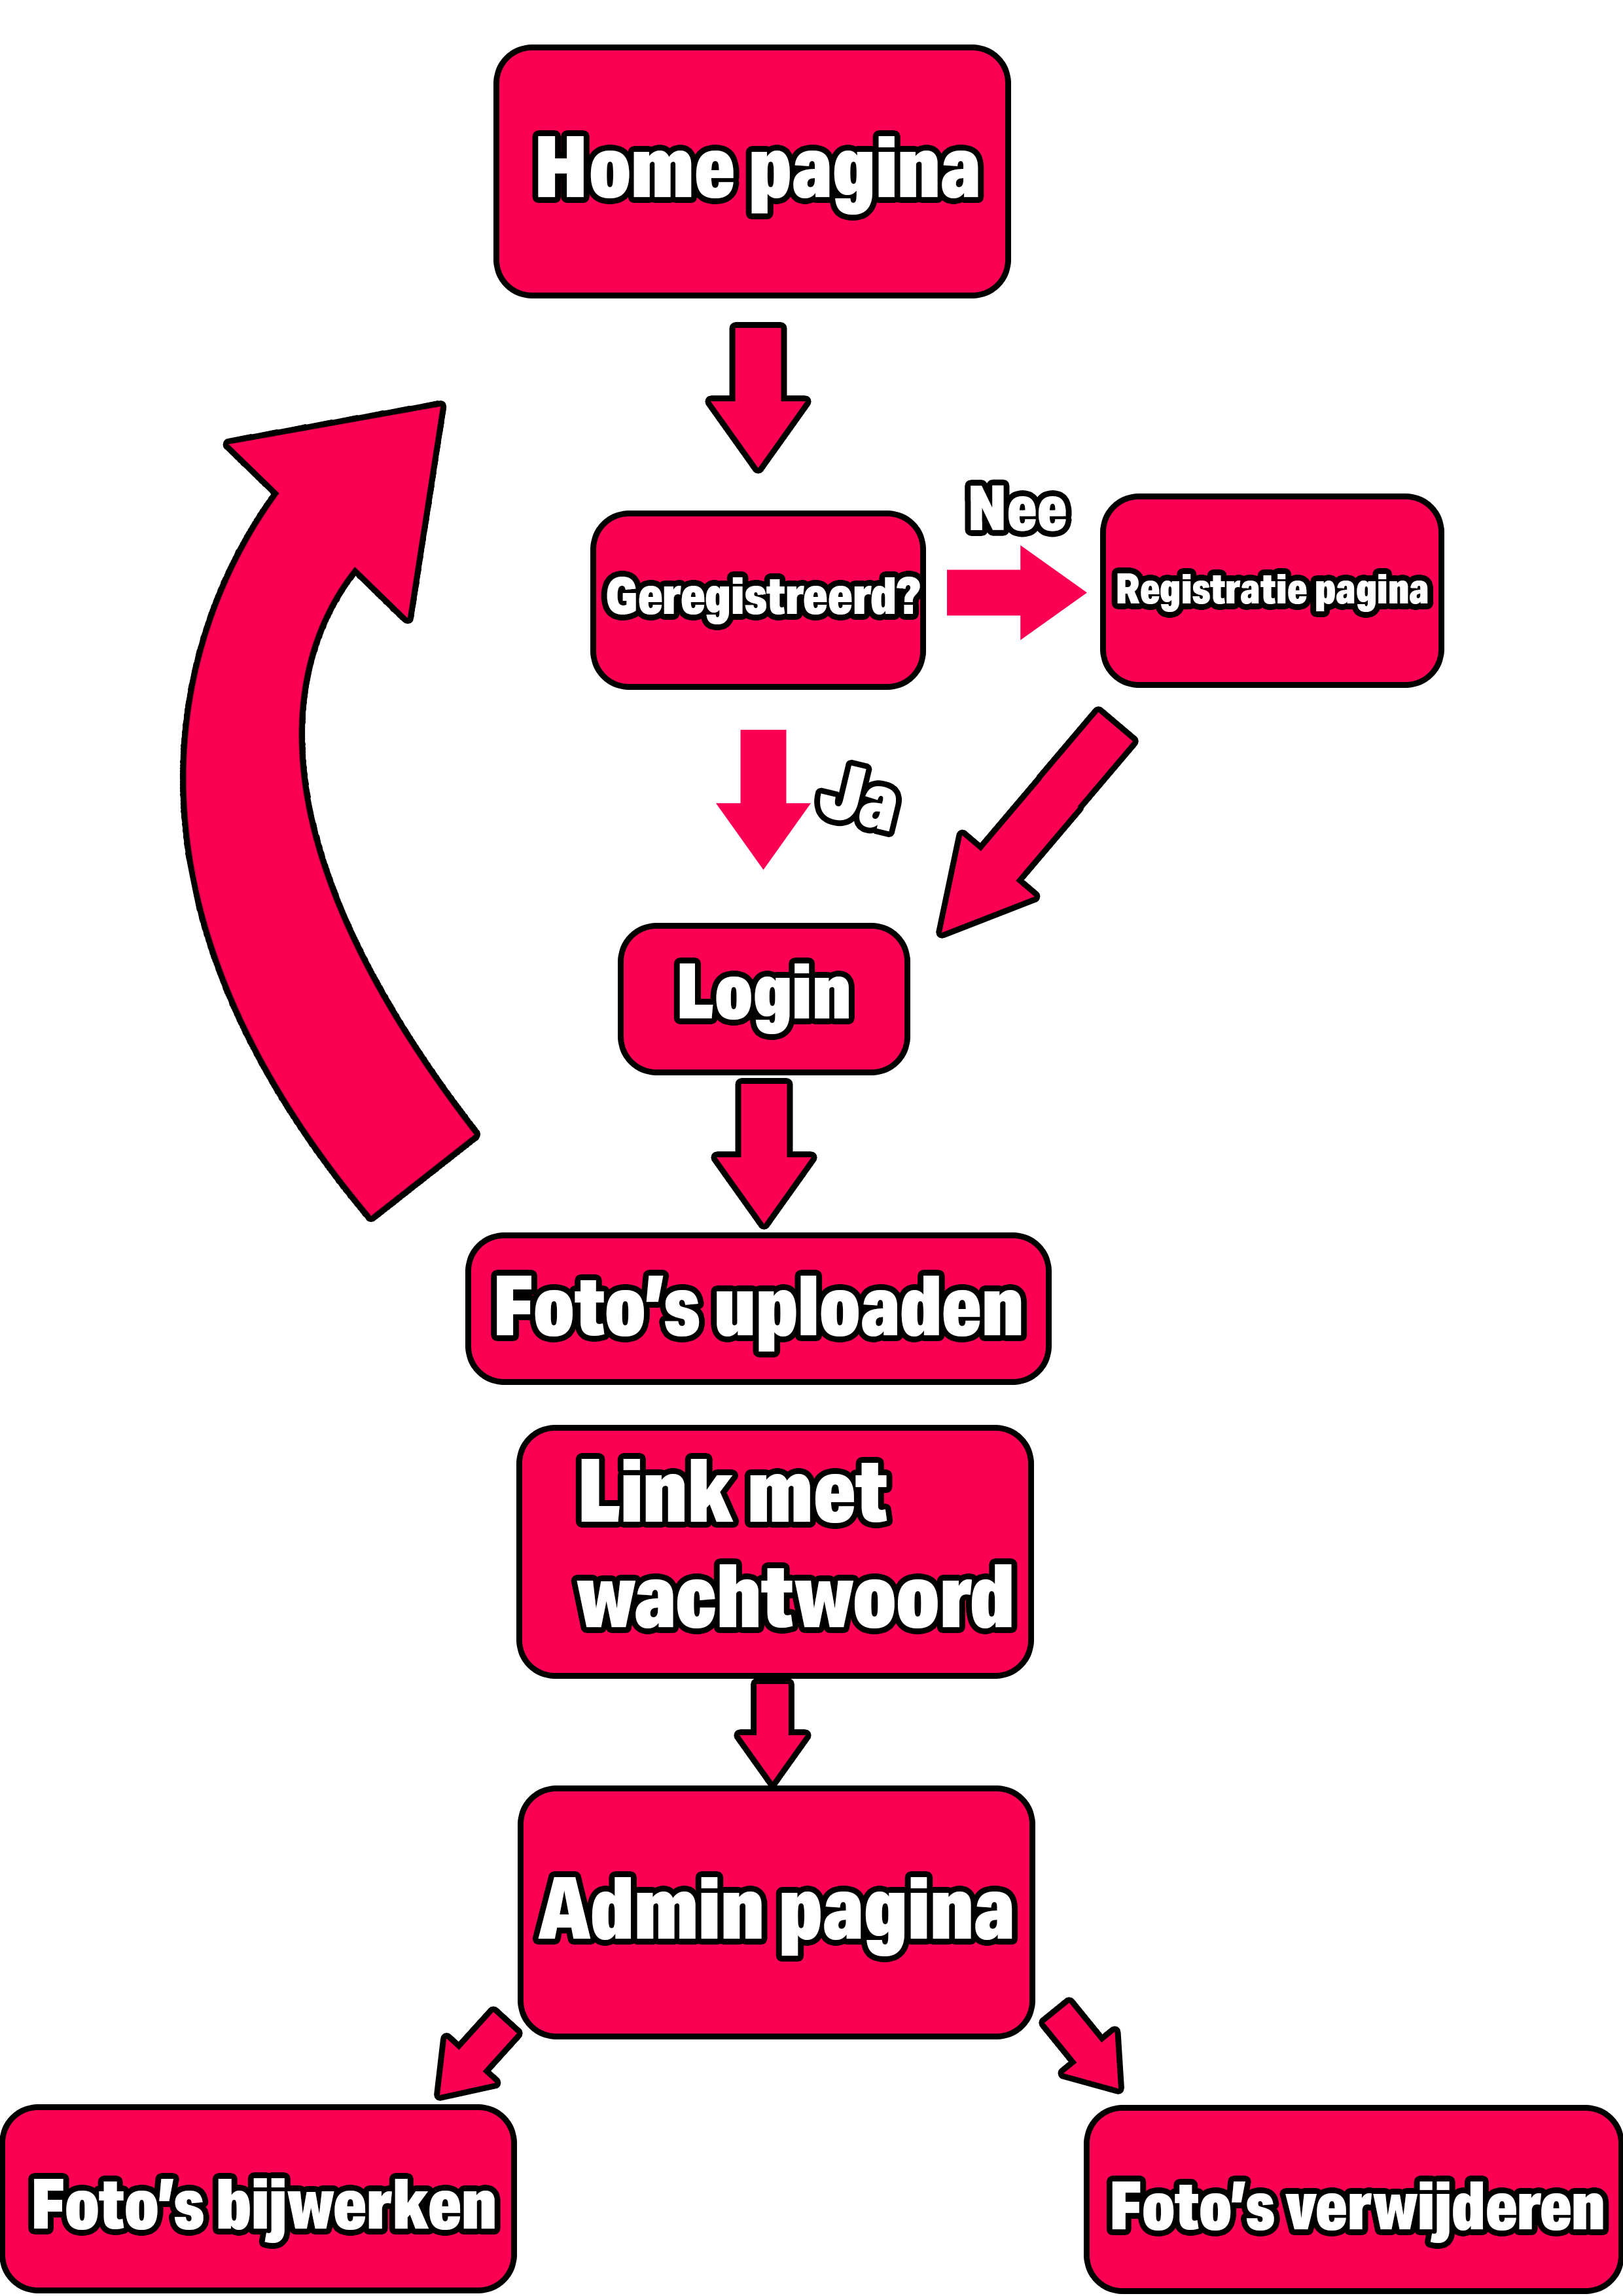 Home pagina
Nee
Geregistreerd?
Registratie pagina
Ja
Login
Foto's uploaden
Link met
wachtwoord
Admin pagina
Foto's bijwerken
Foto's verwijderen